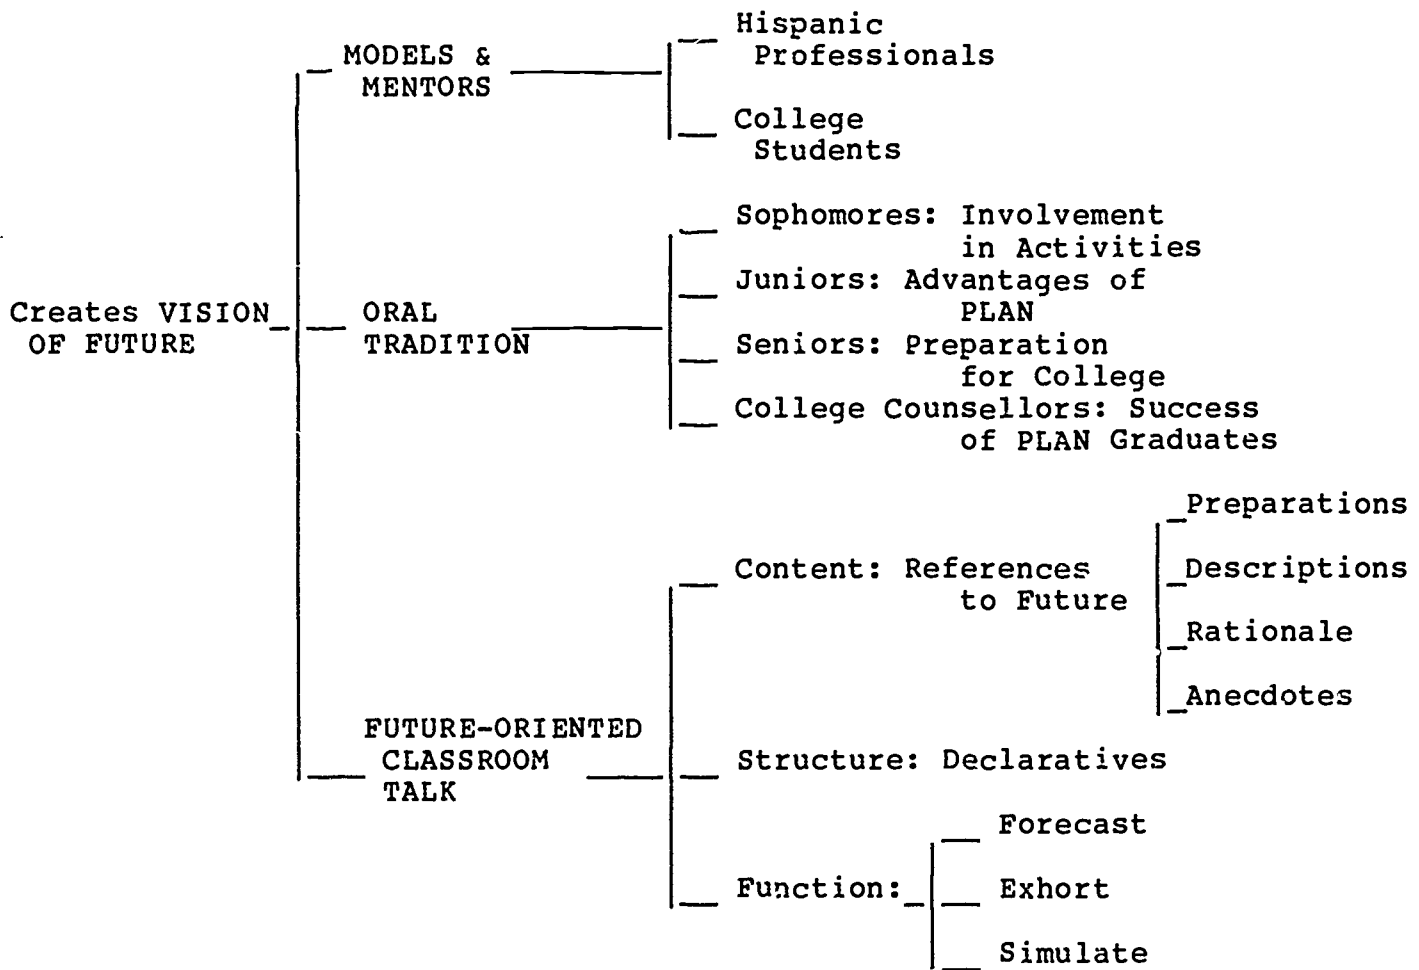 Creates VISION
OF FUTURE
MODELS &
MENTORS
Hispanic
Professionals
College
Students
ORAL
TRADITION
Sophomores: Involvement
in Activities
Juniors: Advantages of
PLAN
Seniors: Preparation
for College
College Counsellors: Success
of PLAN Graduates
FUTURE-ORIENTED
CLASSROOM
TALK
Content: References
to Future
Preparations
Descriptions
Rationale
Anecdotes
Structure: Declaratives
Function:
Forecast
Exhort
Simulate